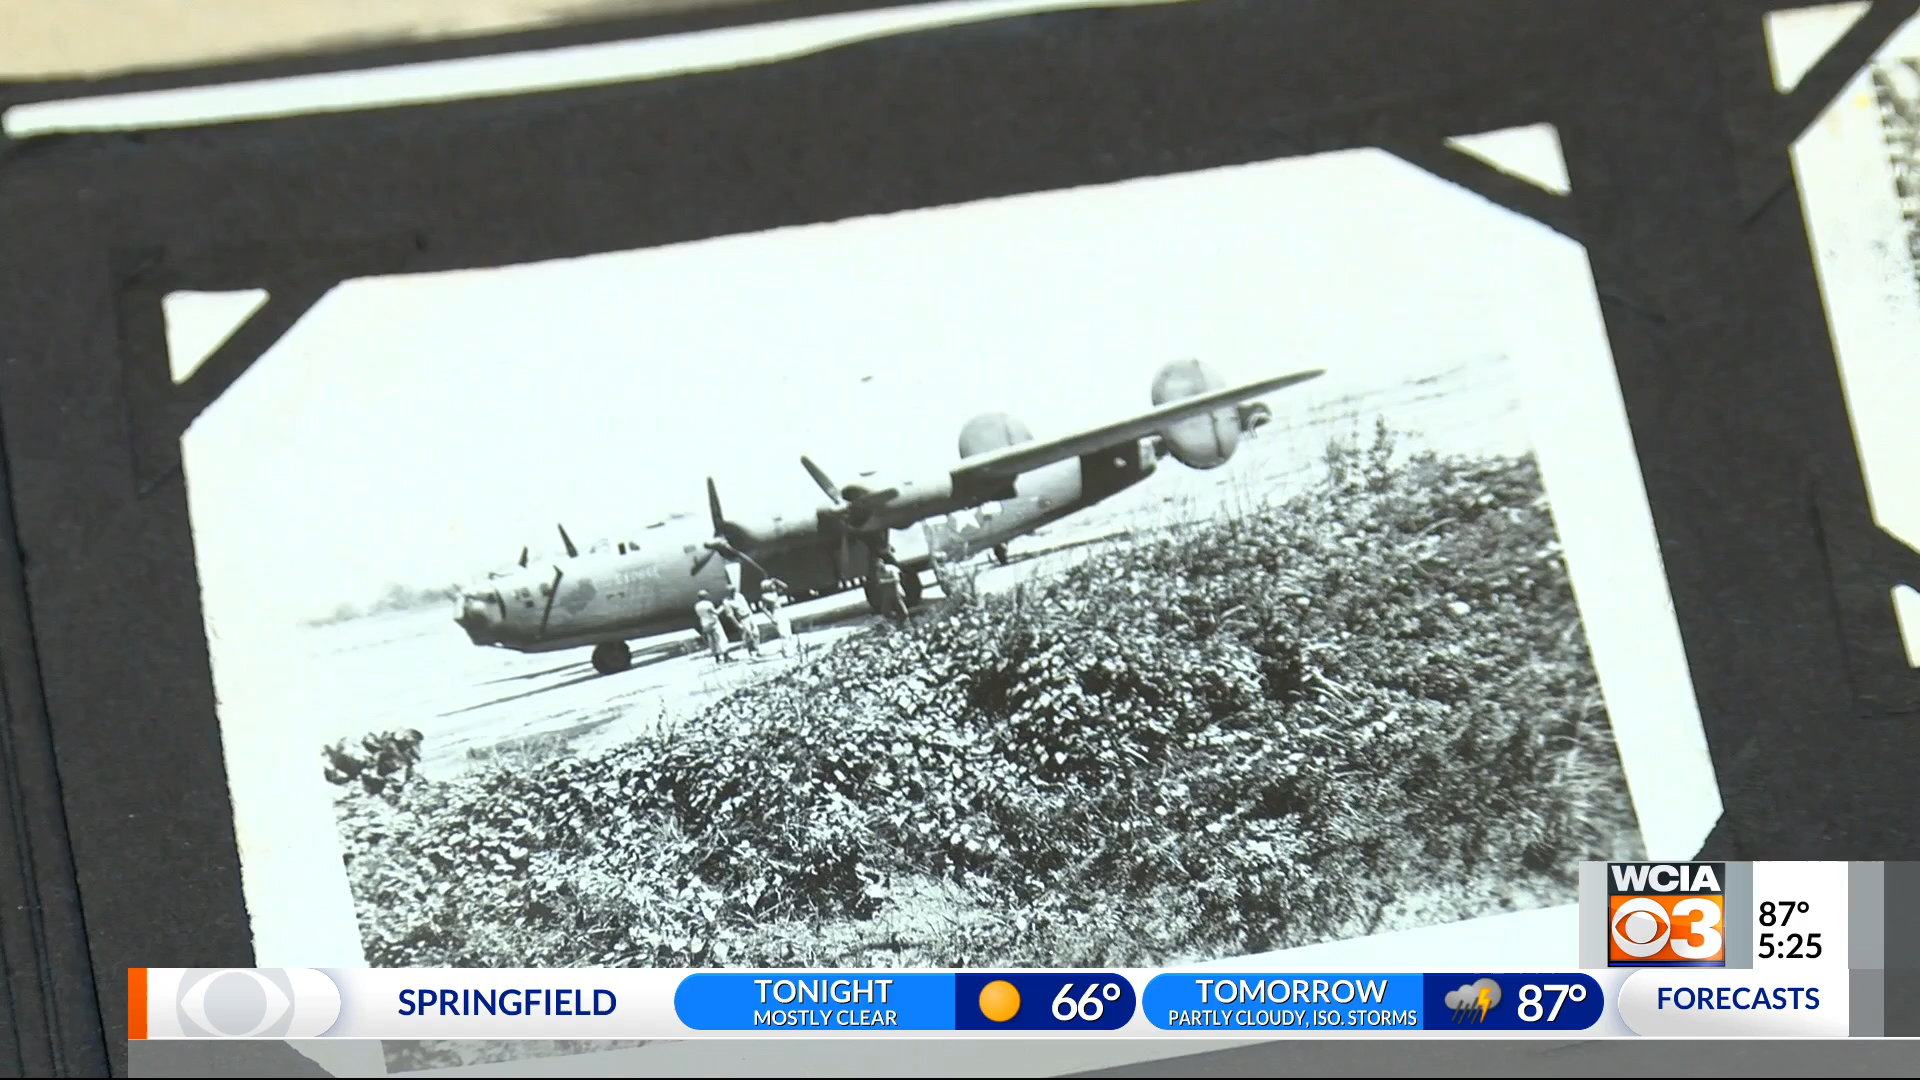 WCIA
3
87°
5:25
SPRINGFIELD
TONIGHT
MOSTLY CLEAR
66°
TOMORROW
PARTLY CLOUDY, ISO. STORMS
87°
FORECASTS